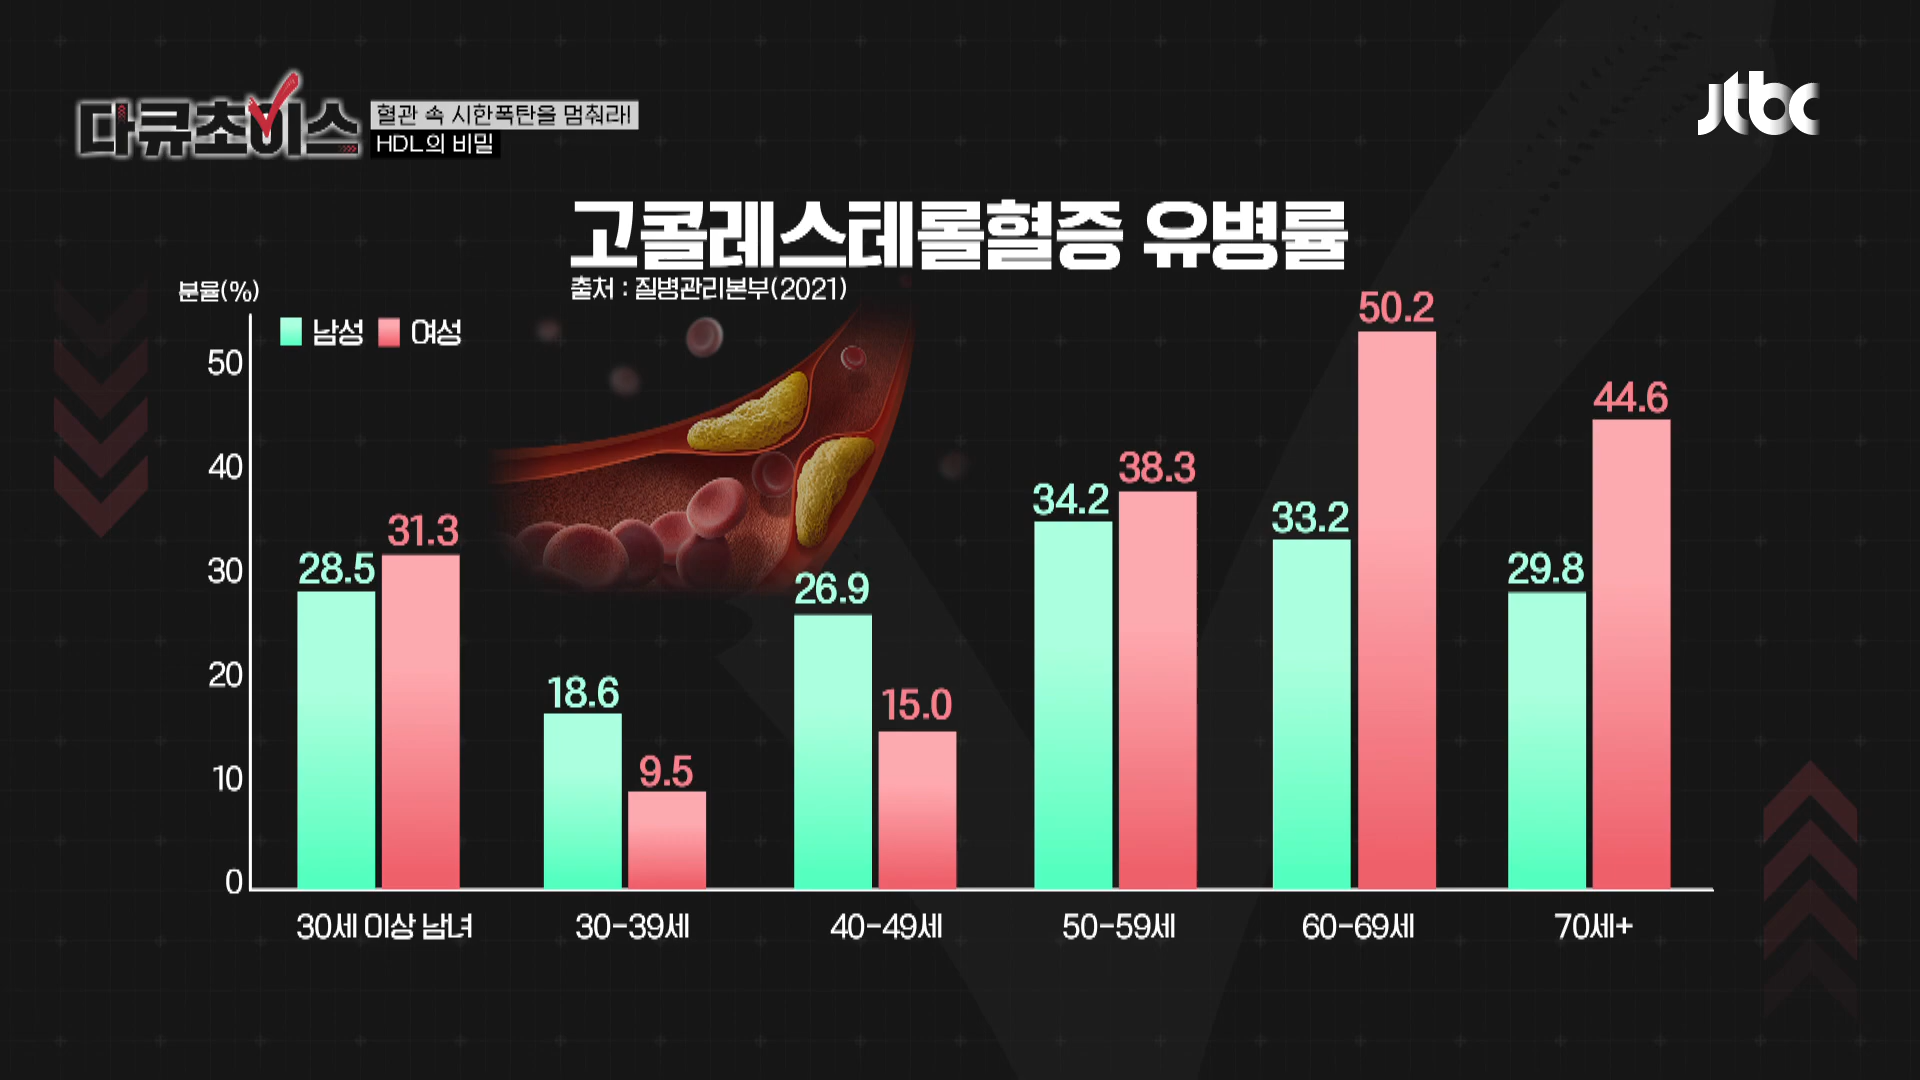 다큐초이스
혈관 속 시한폭탄을 멈춰라!
HDL의 비밀
jtbc
고콜레스테롤혈증 유병률
출처 : 질병관리본부(2021)
분율(%)
남성 여성
50
40
30
20
10
0
28.5 31.3
18.6 9.5
26.9 15.0
34.2 38.3
33.2 50.2
29.8 44.6
30세 이상 남녀 30-39세 40-49세 50-59세 60-69세 70세+